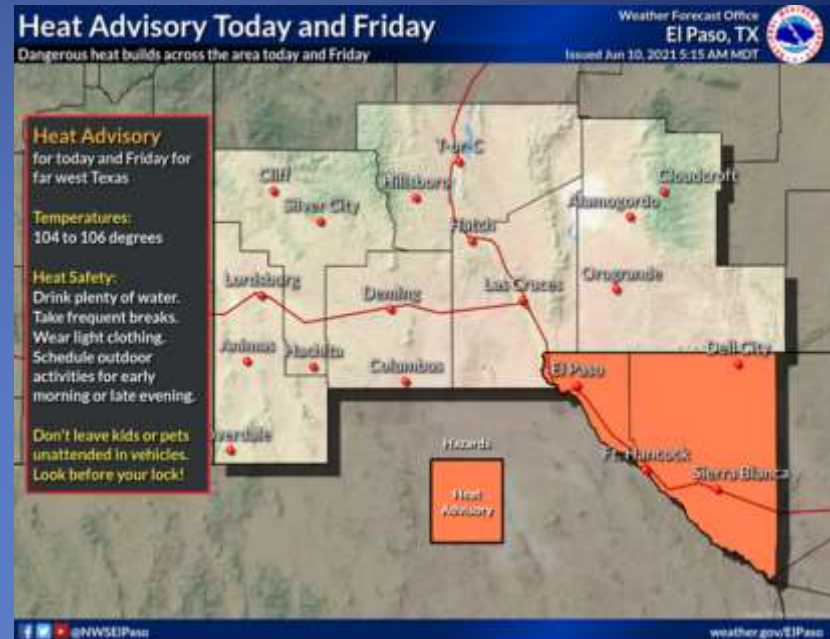 Heat Advisory Today and Friday
Dangerous heat builds across the area today and Friday
Weather Forecast Office
El Paso, TX
Issued Jun 10, 2021 5:15 AM MDT
Heat Advisory
for today and Friday for
far west Texas
Temperatures:
104 to 106 degrees
Heat Safety:
Drink plenty of water.
Take frequent breaks.
Wear light clothing.
Schedule outdoor
activities for early
morning or late evening.
Don't leave kids or pets
unattended in vehicles.
Look before your lock!
T-or-C
Cliff
Hillsboro
Cloudcroft
Silver City
Alamogordo
Hatch
Orogrande
Lordsburg
Deming
Las Cruces
Animas
Hachita
Columbus
Dell City
El Paso
Ft. Hancock
Sierra Blanca
Hazards
Heat
Advisory
@NWSElPaso
weather.gov/ElPaso